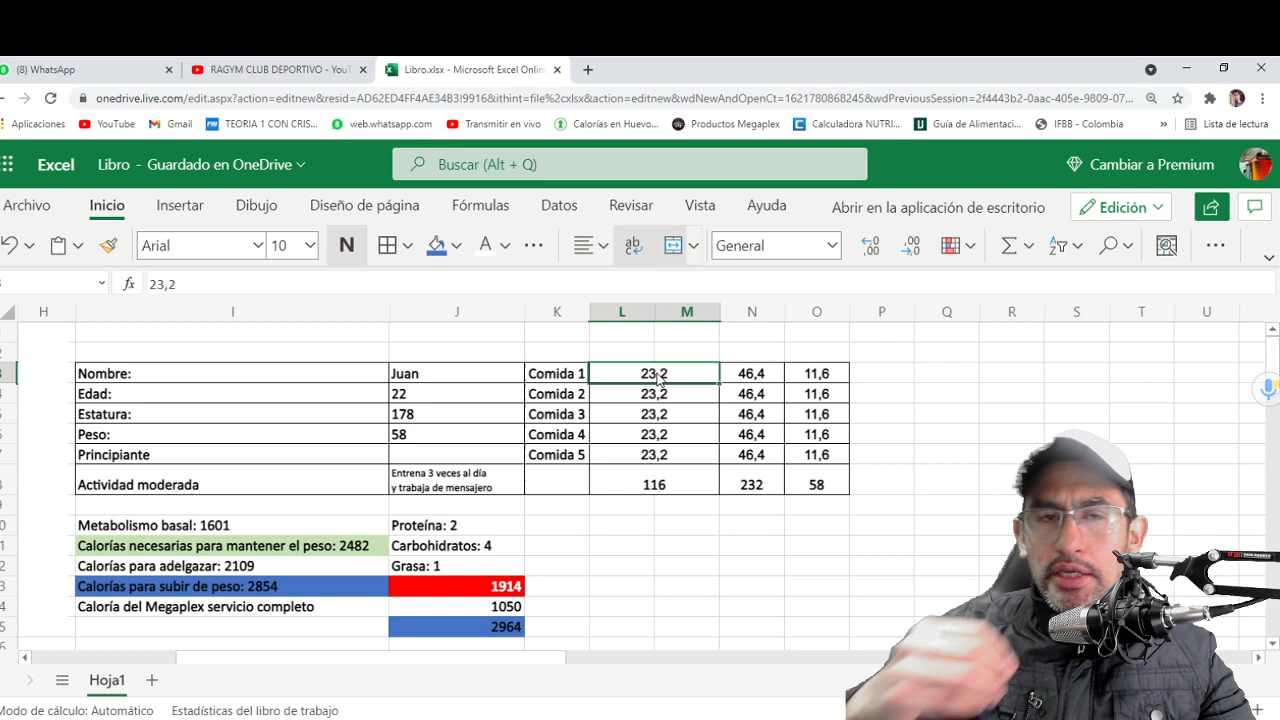 (8) WhatsApp
RAGYM CLUB DEPORTIVO - YouT
Libro.xlsx - Microsoft Excel Online
onedrive.live.com/edit.aspx?action=editnew&resid=AD62ED4FF4AE34B3!9916&ithint=file%2cxlsx&action=editnew&wdNewAndOpenCt=1621780868245&wdPreviousSession=2f4443b2-0aac-405e-9809-07...
Aplicaciones YouTube Gmail TEORIA 1 CON CRIS... web.whatsapp.com Transmitir en vivo Calorías en Huevo... Productos Megaplex Calculadora NUTRI... Guía de Alimentaci... IFBB - Colombia » Lista de lectura
Excel Libro - Guardado en OneDrive Buscar (Alt + Q) Cambiar a Premium
Archivo Inicio Insertar Dibujo Diseño de página Fórmulas Datos Revisar Vista Ayuda Abrir en la aplicación de escritorio Edición
Arial 10 N A ab c General ,00 ,00
fx 23,2
H I J K L M N O P Q R S T U
Nombre: Juan Comida 1 23,2 46,4 11,6
Edad: 22 Comida 2 23,2 46,4 11,6
Estatura: 178 Comida 3 23,2 46,4 11,6
Peso: 58 Comida 4 23,2 46,4 11,6
Principiante Comida 5 23,2 46,4 11,6
Entrena 3 veces al día
Actividad moderada y trabaja de mensajero 116 232 58
Metabolismo basal: 1601 Proteína: 2
Calorías necesarias para mantener el peso: 2482 Carbohidratos: 4
Calorías para adelgazar: 2109 Grasa: 1
Calorías para subir de peso: 2854 1914
Caloría del Megaplex servicio completo 1050
2964
Hoja1
Modo de cálculo: Automático Estadísticas del libro de trabajo